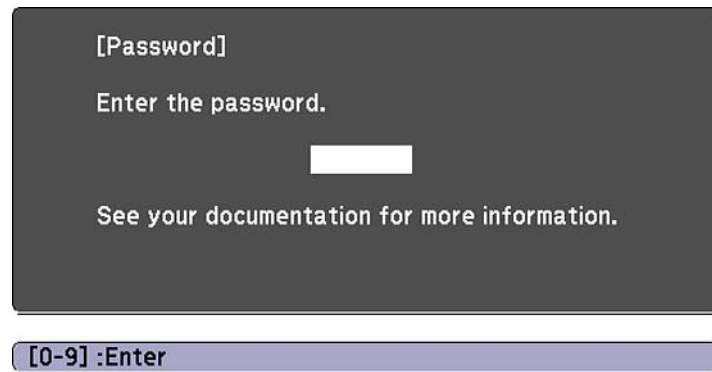 [Password]
Enter the password.
See your documentation for more information.
[0-9] :Enter